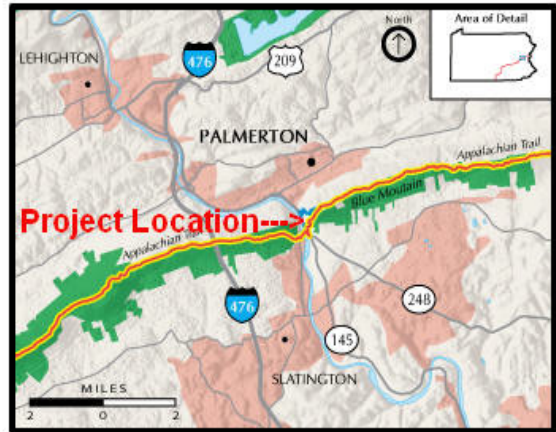 North
Area of Detail
476
209
LEHIGHTON
PALMERTON
Appalachian Trail
Blue Moutain
Project Location--->
Appalachian Trail
476
248
145
SLATINGTON
MILES
2 0 2